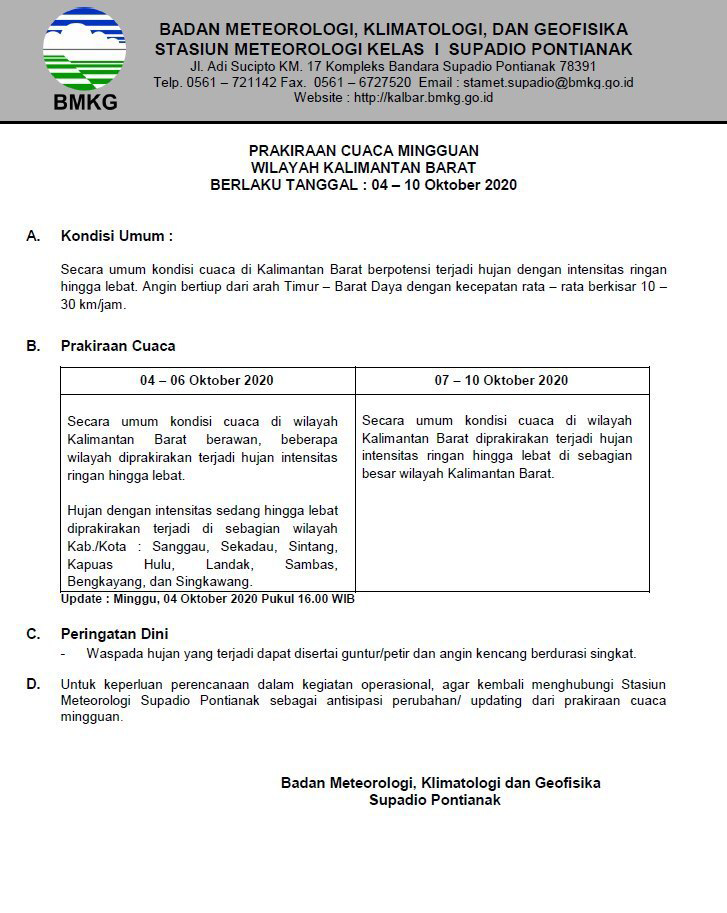 BMKG
BADAN METEOROLOGI, KLIMATOLOGI, DAN GEOFISIKA
STASIUN METEOROLOGI KELAS I SUPADIO PONTIANAK
Jl. Adi Sucipto KM. 17 Kompleks Bandara Supadio Pontianak 78391
Telp. 0561 – 721142 Fax. 0561 – 6727520 Email : stamet.supadio@bmkg.go.id
Website : http://kalbar.bmkg.go.id
PRAKIRAAN CUACA MINGGUAN
WILAYAH KALIMANTAN BARAT
BERLAKU TANGGAL : 04 – 10 Oktober 2020
A. Kondisi Umum :
Secara umum kondisi cuaca di Kalimantan Barat berpotensi terjadi hujan dengan intensitas ringan
hingga lebat. Angin bertiup dari arah Timur – Barat Daya dengan kecepatan rata – rata berkisar 10 –
30 km/jam.
B. Prakiraan Cuaca
04 – 06 Oktober 2020
Secara umum kondisi cuaca di wilayah
Kalimantan Barat berawan, beberapa
wilayah diprakirakan terjadi hujan intensitas
ringan hingga lebat.
Hujan dengan intensitas sedang hingga lebat
diprakirakan terjadi di sebagian wilayah
Kab./Kota : Sanggau, Sekadau, Sintang,
Kapuas Hulu, Landak, Sambas,
Bengkayang, dan Singkawang.
07 – 10 Oktober 2020
Secara umum kondisi cuaca di wilayah
Kalimantan Barat diprakirakan terjadi hujan
intensitas ringan hingga lebat di sebagian
besar wilayah Kalimantan Barat.
Update : Minggu, 04 Oktober 2020 Pukul 16.00 WIB
C. Peringatan Dini
- Waspada hujan yang terjadi dapat disertai guntur/petir dan angin kencang berdurasi singkat.
D. Untuk keperluan perencanaan dalam kegiatan operasional, agar kembali menghubungi Stasiun
Meteorologi Supadio Pontianak sebagai antisipasi perubahan/ updating dari prakiraan cuaca
mingguan.
Badan Meteorologi, Klimatologi dan Geofisika
Supadio Pontianak